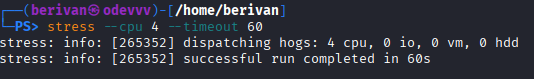 ┌──(berivan㉿odevvv)-[/home/berivan]
└─PS> stress --cpu 4 --timeout 60
stress: info: [265352] dispatching hogs: 4 cpu, 0 io, 0 vm, 0 hdd
stress: info: [265352] successful run completed in 60s